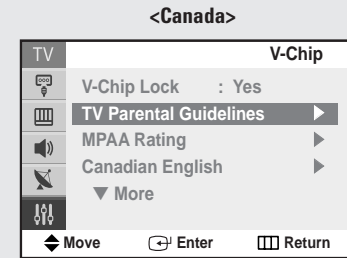 <Canada>
TV V-Chip
V-Chip Lock : Yes
TV Parental Guidelines ►
MPAA Rating ►
Canadian English ►
▼ More
Move Enter Return